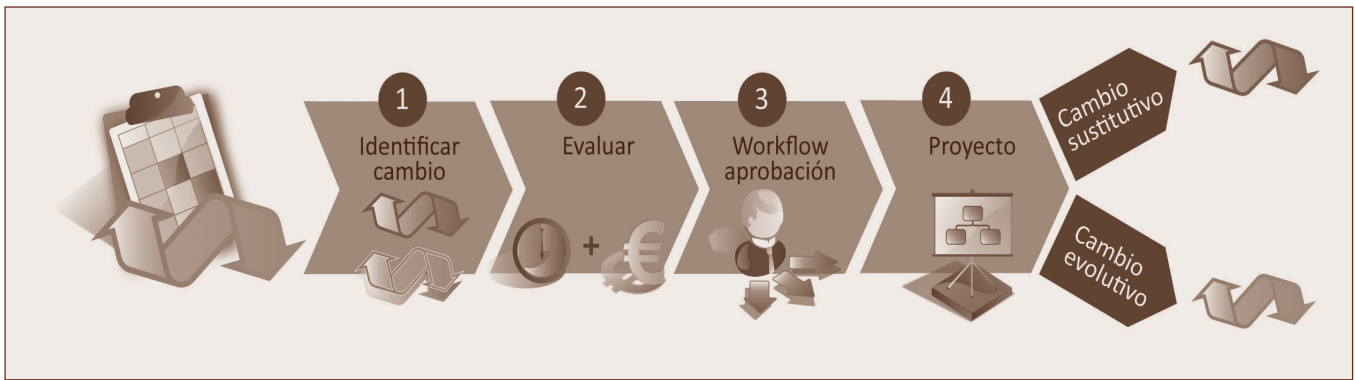 1
Identificar
cambio
2
Evaluar
+
€
3
Workflow
aprobación
4
Proyecto
Cambio
sustitutivo
Cambio
evolutivo